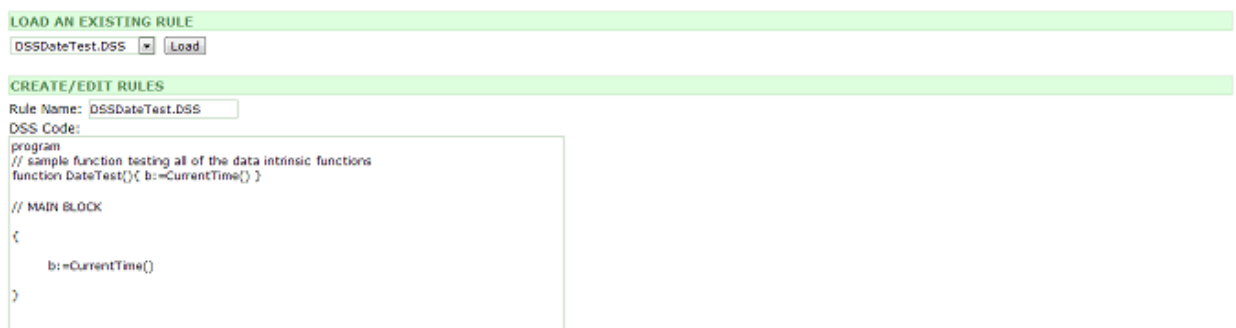 LOAD AN EXISTING RULE
DSSDateTest.DSS Load
CREATE/EDIT RULES
Rule Name: DSSDateTest.DSS
DSS Code:
program
// sample function testing all of the data intrinsic functions
function DateTest(){ b:=CurrentTime() }
// MAIN BLOCK
{
b:=CurrentTime()
}